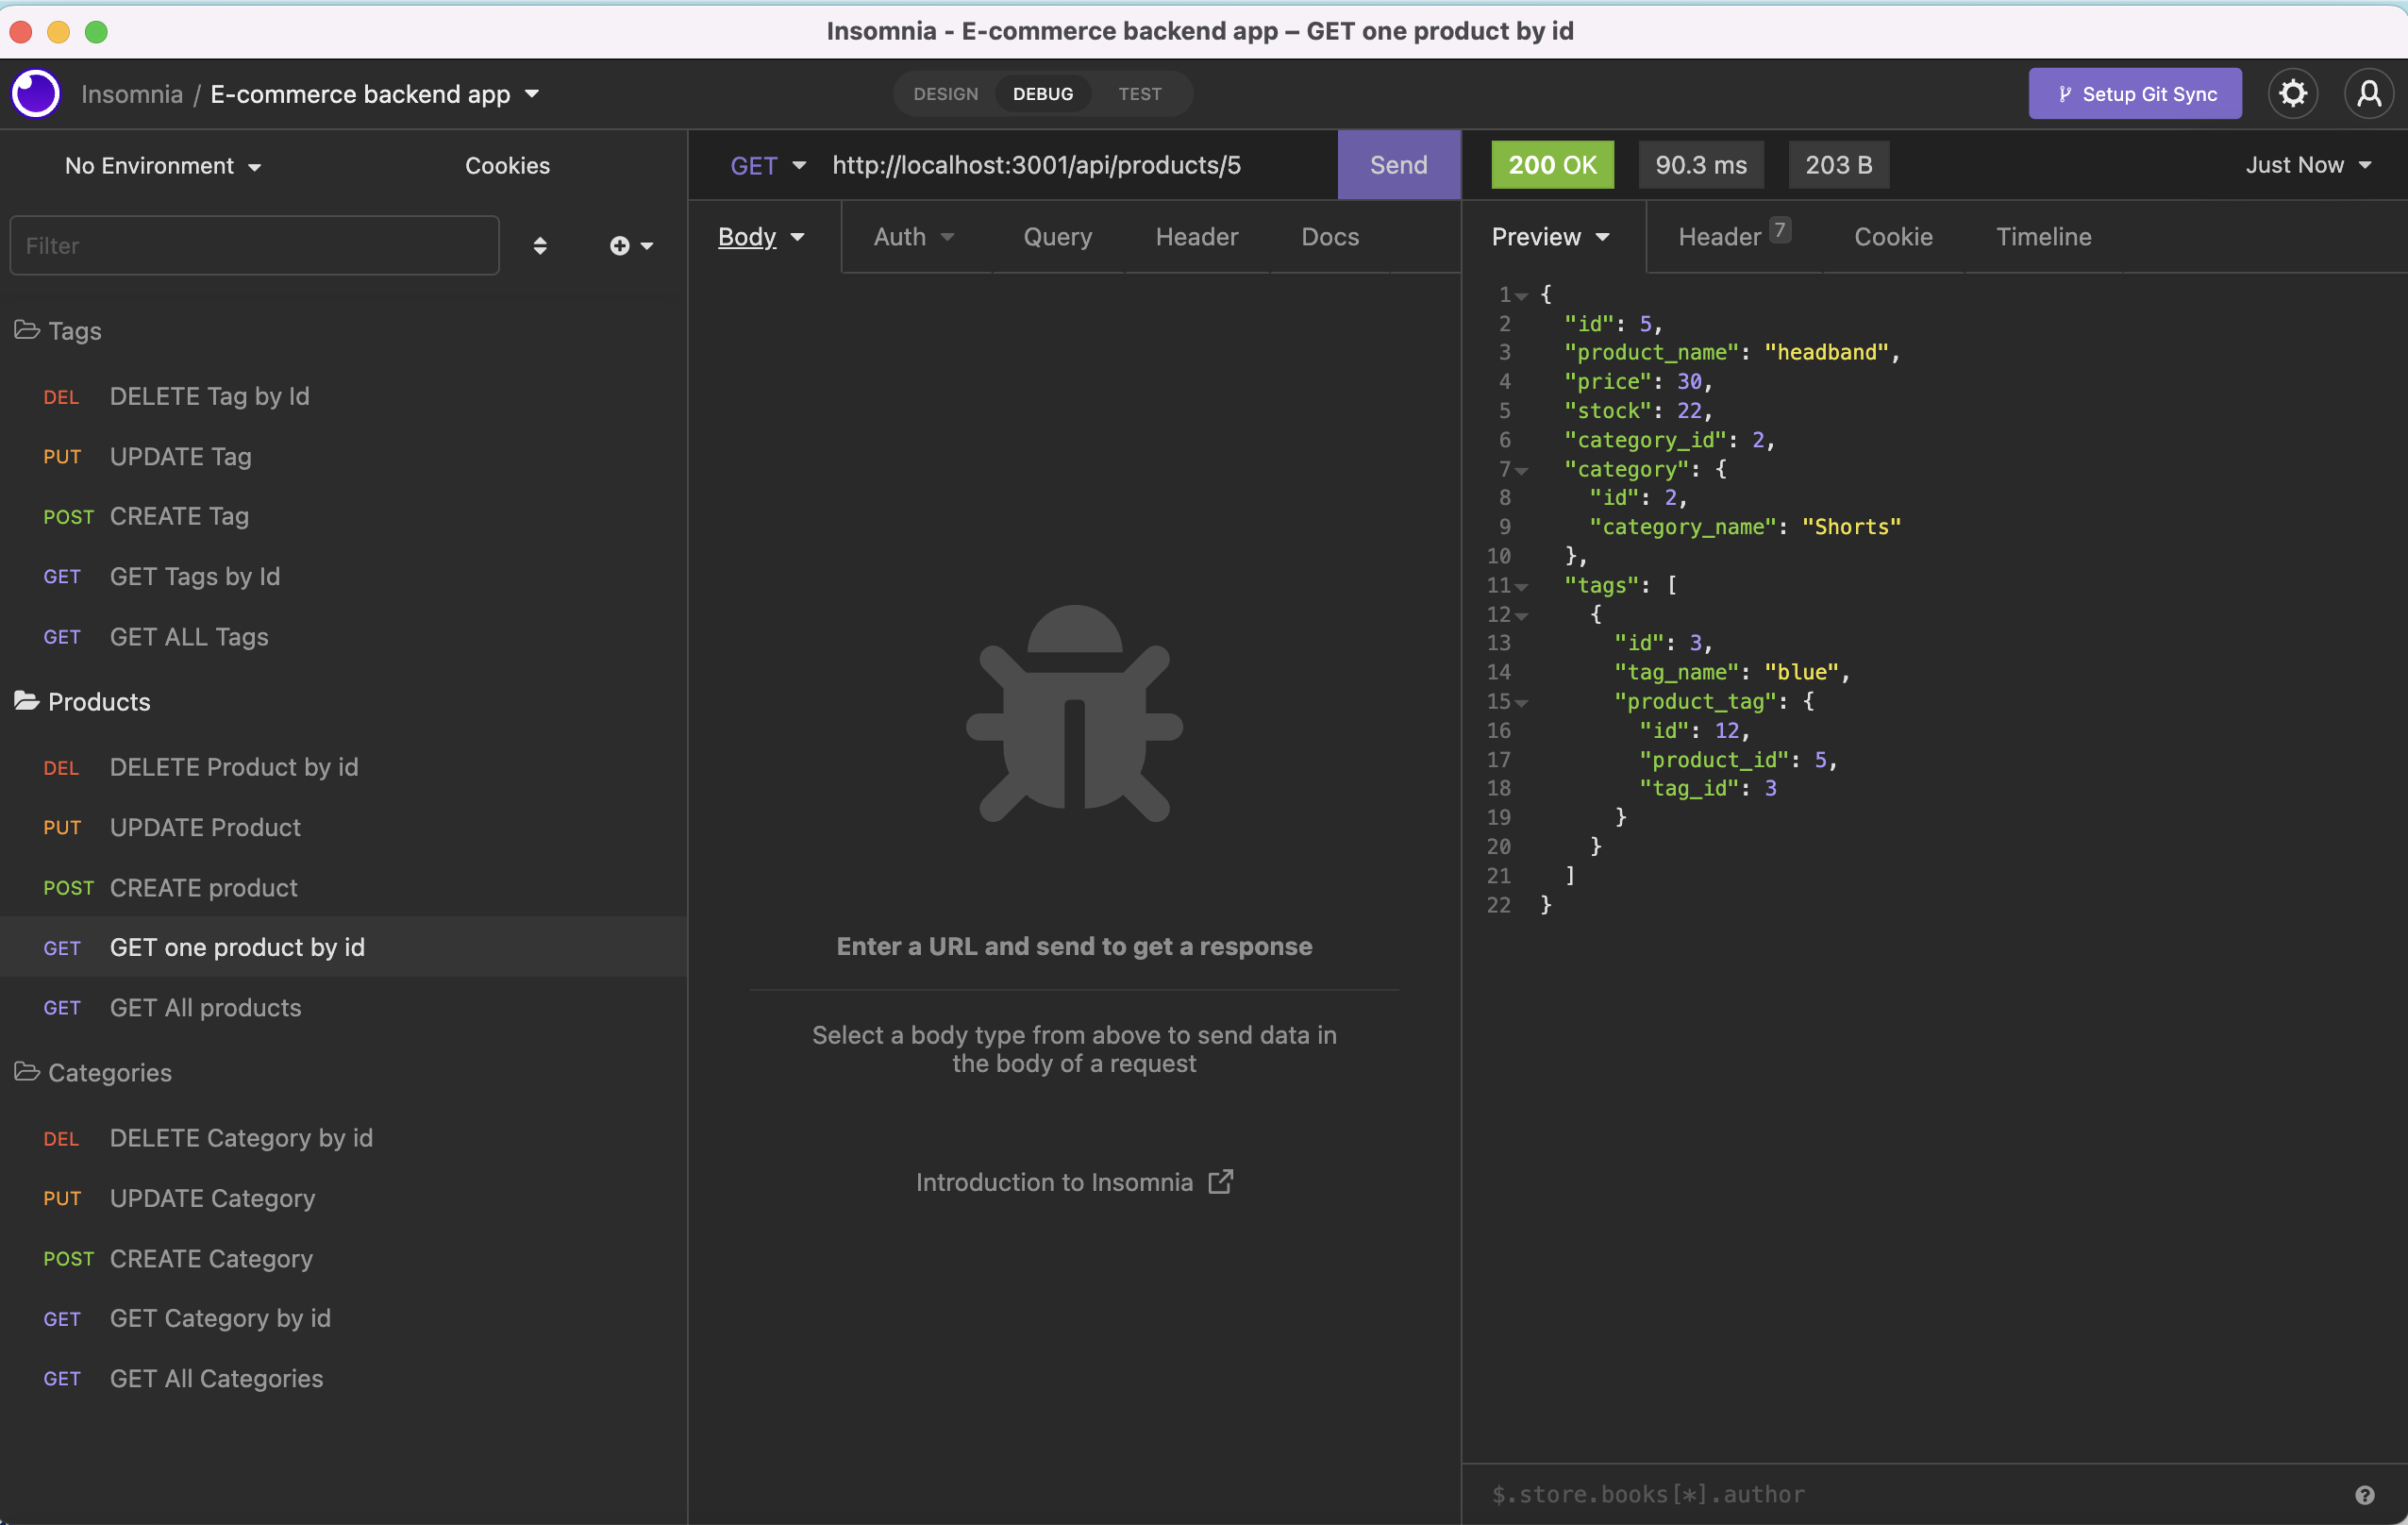 Insomnia - E-commerce backend app – GET one product by id
Insomnia / E-commerce backend app
DESIGN DEBUG TEST
Setup Git Sync
No Environment Cookies
Filter
Tags
DEL DELETE Tag by Id
PUT UPDATE Tag
POST CREATE Tag
GET GET Tags by Id
GET GET ALL Tags
Products
DEL DELETE Product by id
PUT UPDATE Product
POST CREATE product
GET GET one product by id
GET GET All products
Categories
DEL DELETE Category by id
PUT UPDATE Category
POST CREATE Category
GET GET Category by id
GET GET All Categories
GET http://localhost:3001/api/products/5 Send
Body Auth Query Header Docs
Enter a URL and send to get a response
Select a body type from above to send data in
the body of a request
Introduction to Insomnia
200 OK 90.3 ms 203 B Just Now
Preview Header 7 Cookie Timeline
1 {
2 "id": 5,
3 "product_name": "headband",
4 "price": 30,
5 "stock": 22,
6 "category_id": 2,
7 "category": {
8 "id": 2,
9 "category_name": "Shorts"
10 },
11 "tags": [
12 {
13 "id": 3,
14 "tag_name": "blue",
15 "product_tag": {
16 "id": 12,
17 "product_id": 5,
18 "tag_id": 3
19 }
20 }
21 ]
22 }
$.store.books[*].author